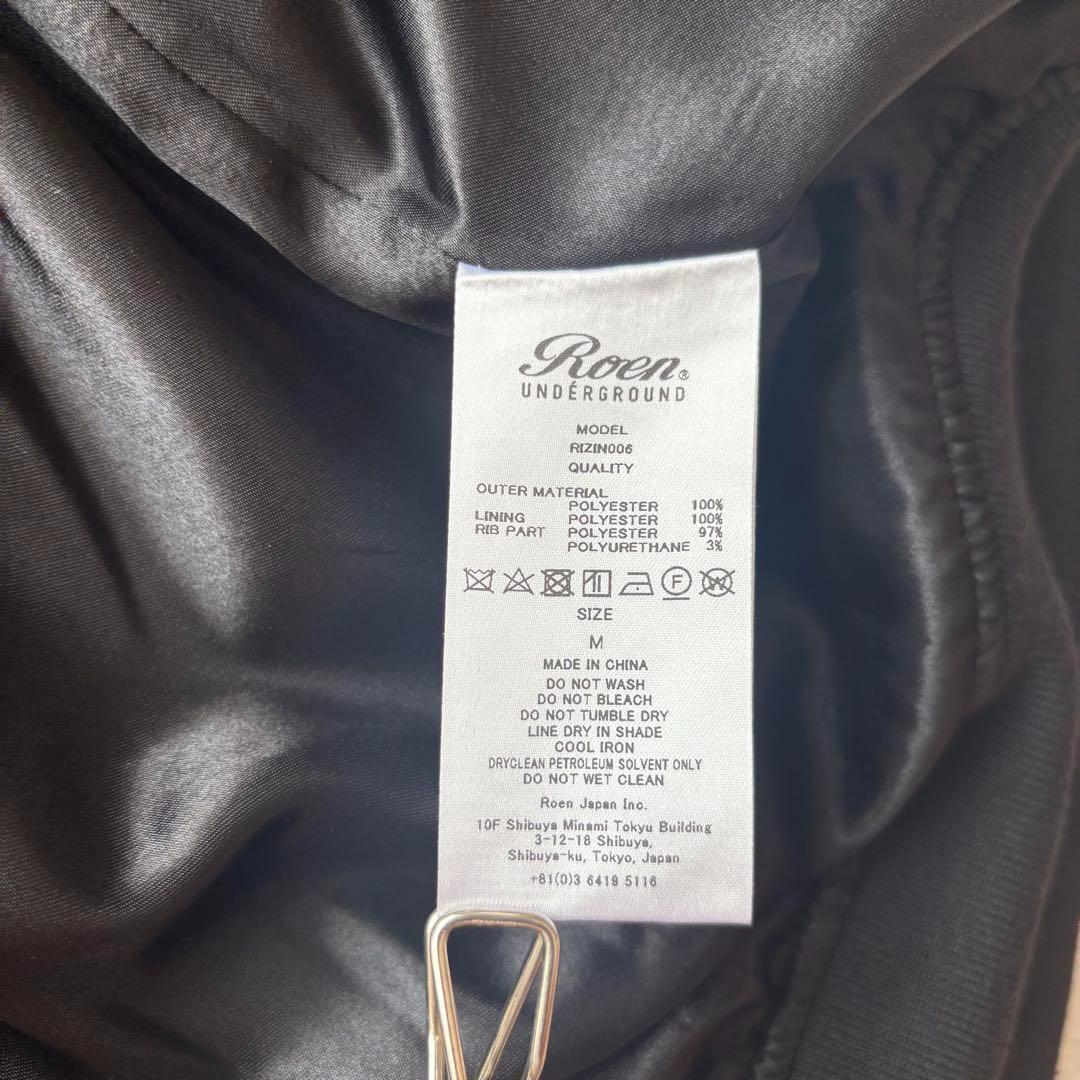 Roen®
UNDÉRGROUND
MODEL
RIZIN006
QUALITY
OUTER MATERIAL
POLYESTER 100%
LINING POLYESTER 100%
RIB PART POLYESTER 97%
POLYURETHANE 3%
F W
SIZE
M
MADE IN CHINA
DO NOT WASH
DO NOT BLEACH
DO NOT TUMBLE DRY
LINE DRY IN SHADE
COOL IRON
DRYCLEAN PETROLEUM SOLVENT ONLY
DO NOT WET CLEAN
Roen Japan Inc.
10F Shibuya Minami Tokyu Building
3-12-18 Shibuya,
Shibuya-ku, Tokyo, Japan
+81(0)3 6419 5116